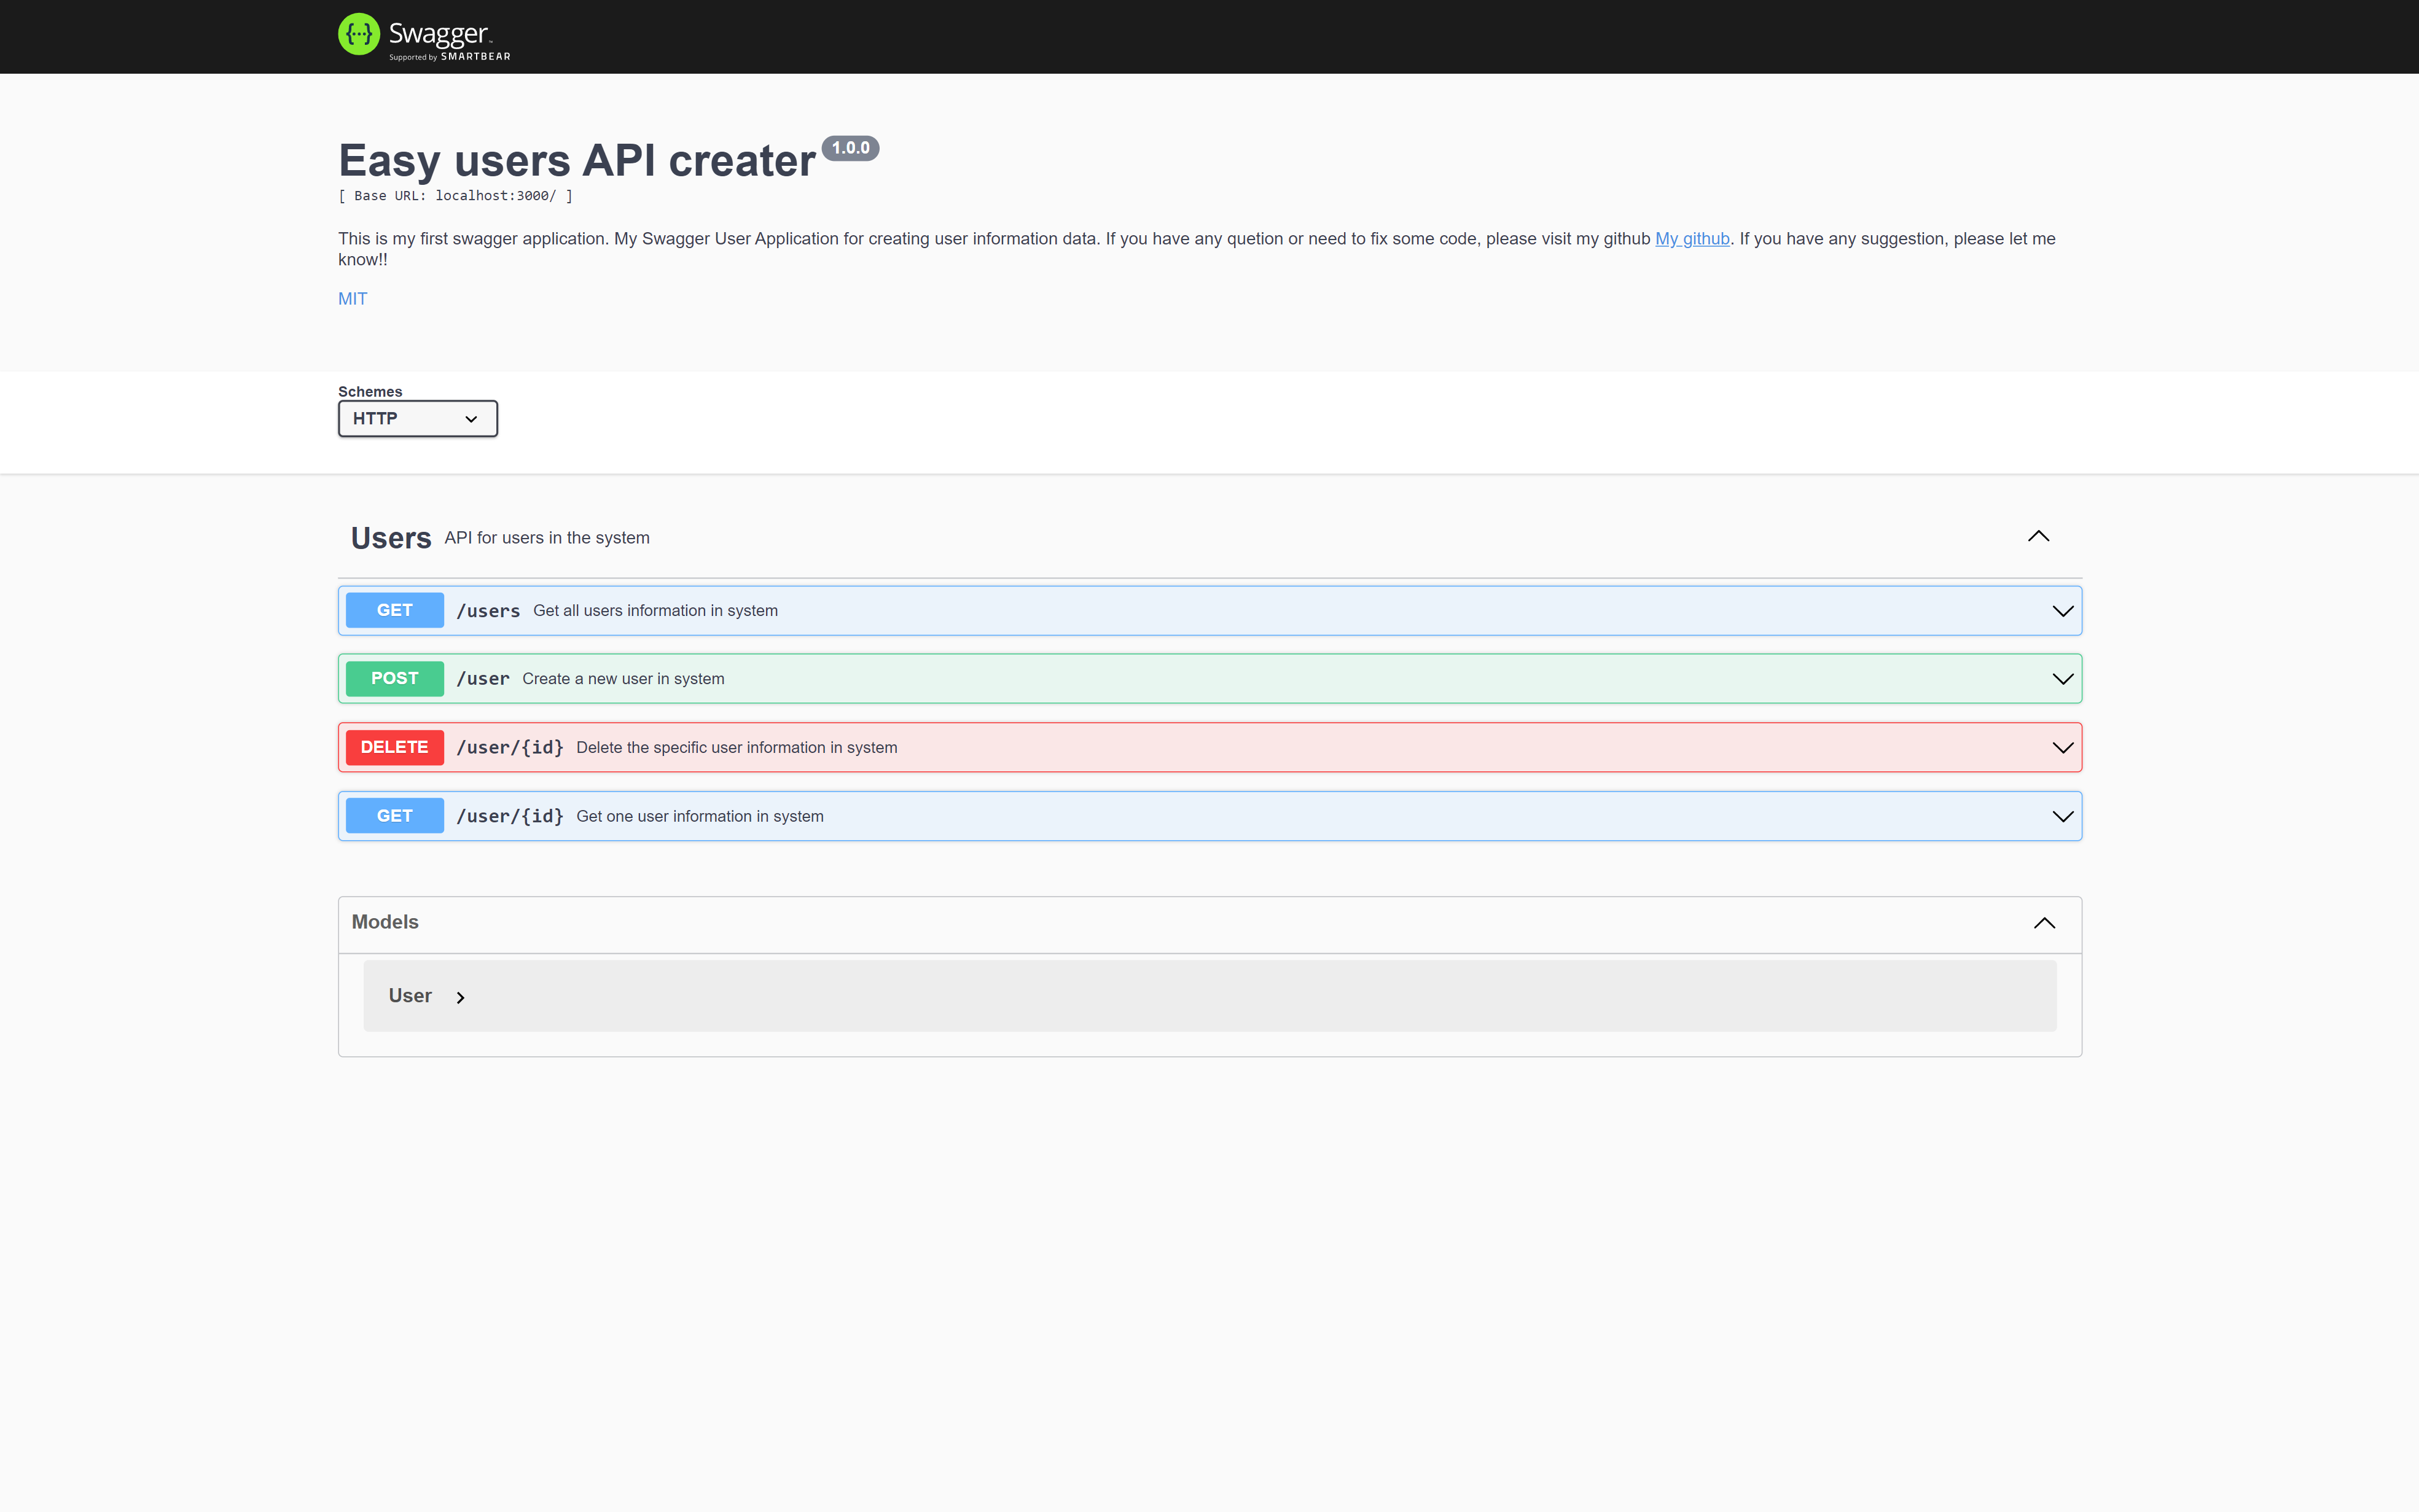 Swagger™
Supported by SMARTBEAR
Easy users API creater 1.0.0
[ Base URL: localhost:3000/ ]
This is my first swagger application. My Swagger User Application for creating user information data. If you have any quetion or need to fix some code, please visit my github My github. If you have any suggestion, please let me
know!!
MIT
Schemes
HTTP
Users API for users in the system
GET /users Get all users information in system
POST /user Create a new user in system
DELETE /user/{id} Delete the specific user information in system
GET /user/{id} Get one user information in system
Models
User